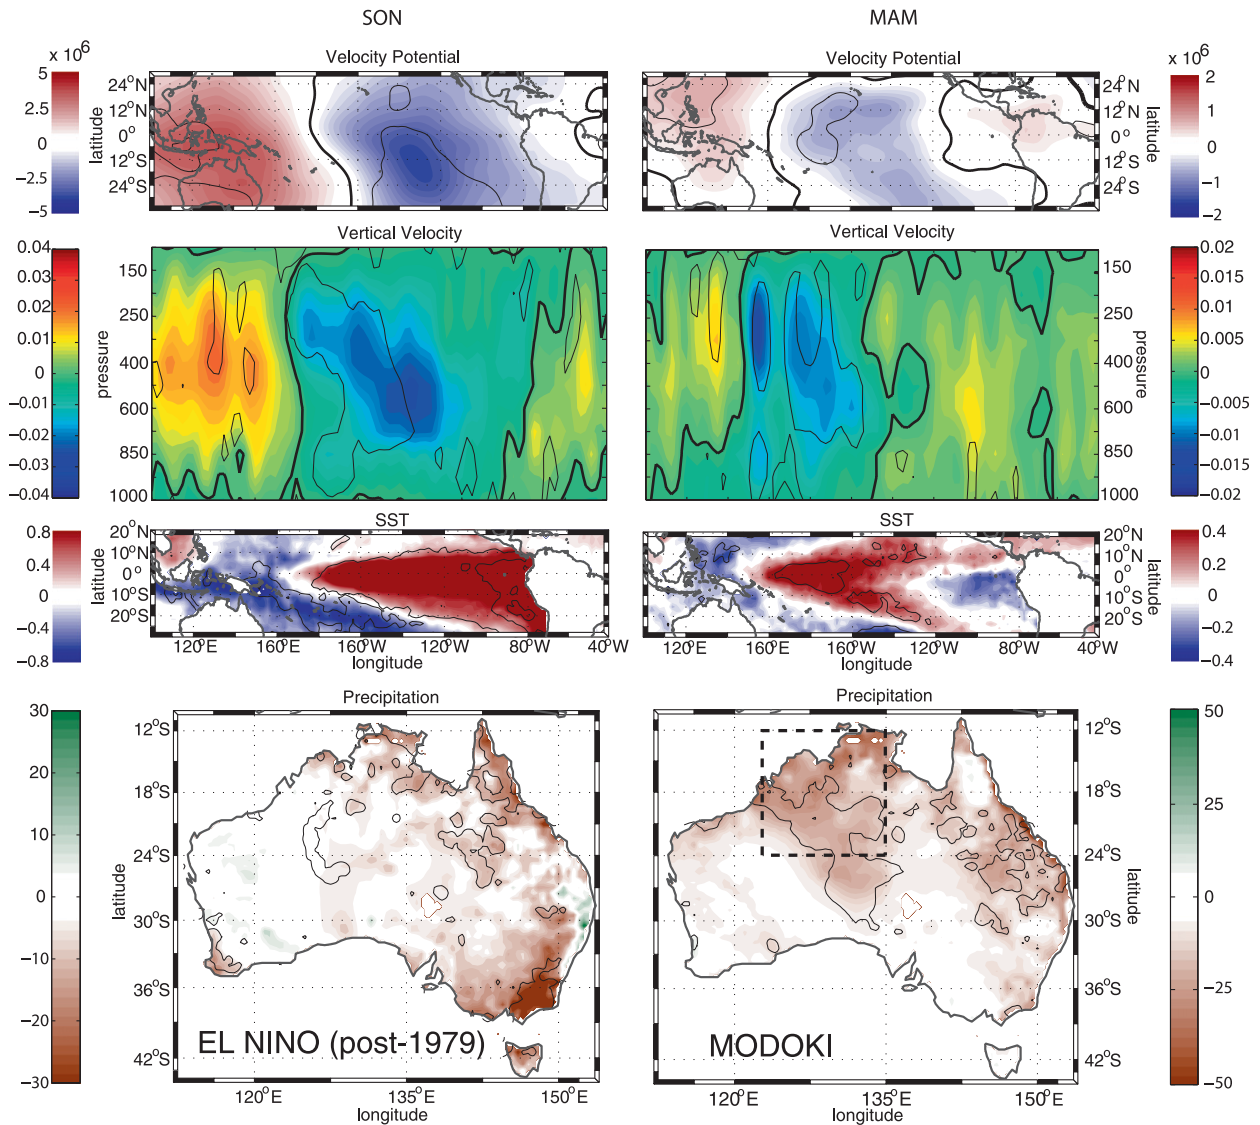 SON MAM
Velocity Potential Velocity Potential
x 10⁶ x 10⁶
5
2.5
0
−2.5
−5
latitude
24°N
12°N
0°
12°S
24°S
24°N
12°N
0°
12°S
24°S
latitude
2
1
0
−1
−2
Vertical Velocity Vertical Velocity
0.04
0.03
0.02
0.01
0
−0.01
−0.02
−0.03
−0.04
pressure
150
250
400
600
850
1000
150
250
400
600
850
1000
pressure
0.02
0.015
0.01
0.005
0
−0.005
−0.01
−0.015
−0.02
SST SST
0.8
0.4
0
−0.4
−0.8
latitude
20°N
10°N
0°
10°S
20°S
20°N
10°N
0°
10°S
20°S
latitude
0.4
0.2
0
−0.2
−0.4
120°E 160°E 160°W 120°W 80°W 40°W
longitude
120°E 160°E 160°W 120°W 80°W 40°W
longitude
Precipitation Precipitation
30
20
10
0
−10
−20
−30
latitude
12°S
18°S
24°S
30°S
36°S
42°S
12°S
18°S
24°S
30°S
36°S
42°S
latitude
50
25
0
−25
−50
EL NINO (post-1979) MODOKI
120°E 135°E 150°E
longitude
120°E 135°E 150°E
longitude